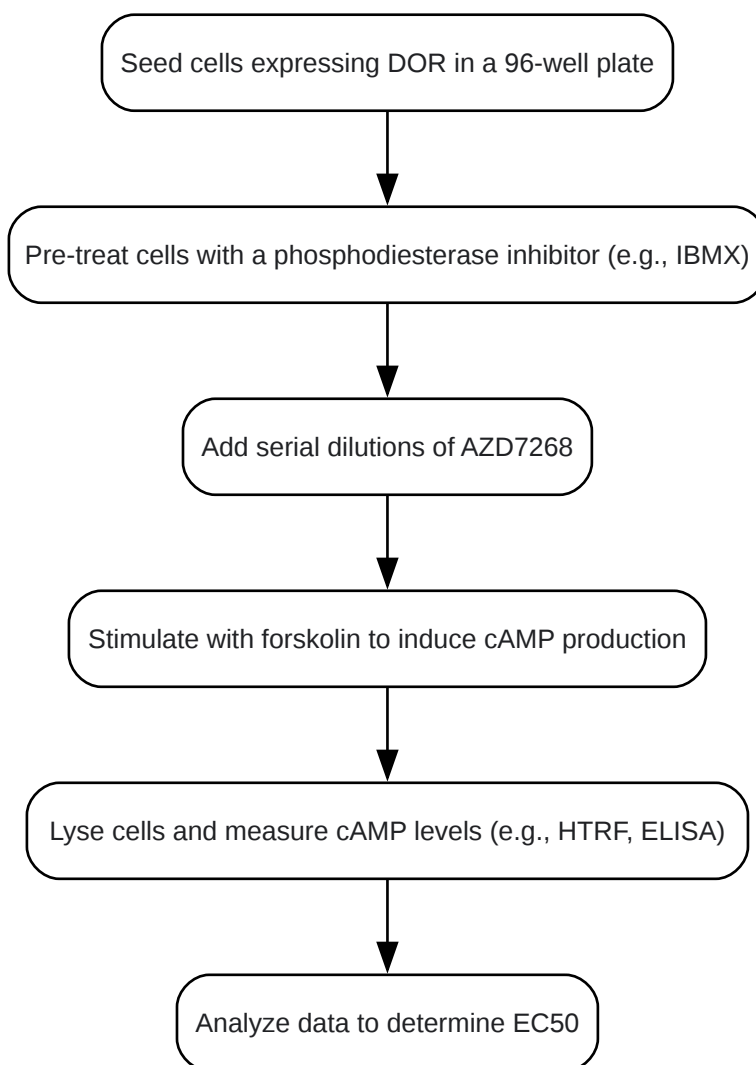 Seed cells expressing DOR in a 96-well plate
Pre-treat cells with a phosphodiesterase inhibitor (e.g., IBMX)
Add serial dilutions of AZD7268
Stimulate with forskolin to induce cAMP production
Lyse cells and measure cAMP levels (e.g., HTRF, ELISA)
Analyze data to determine EC50